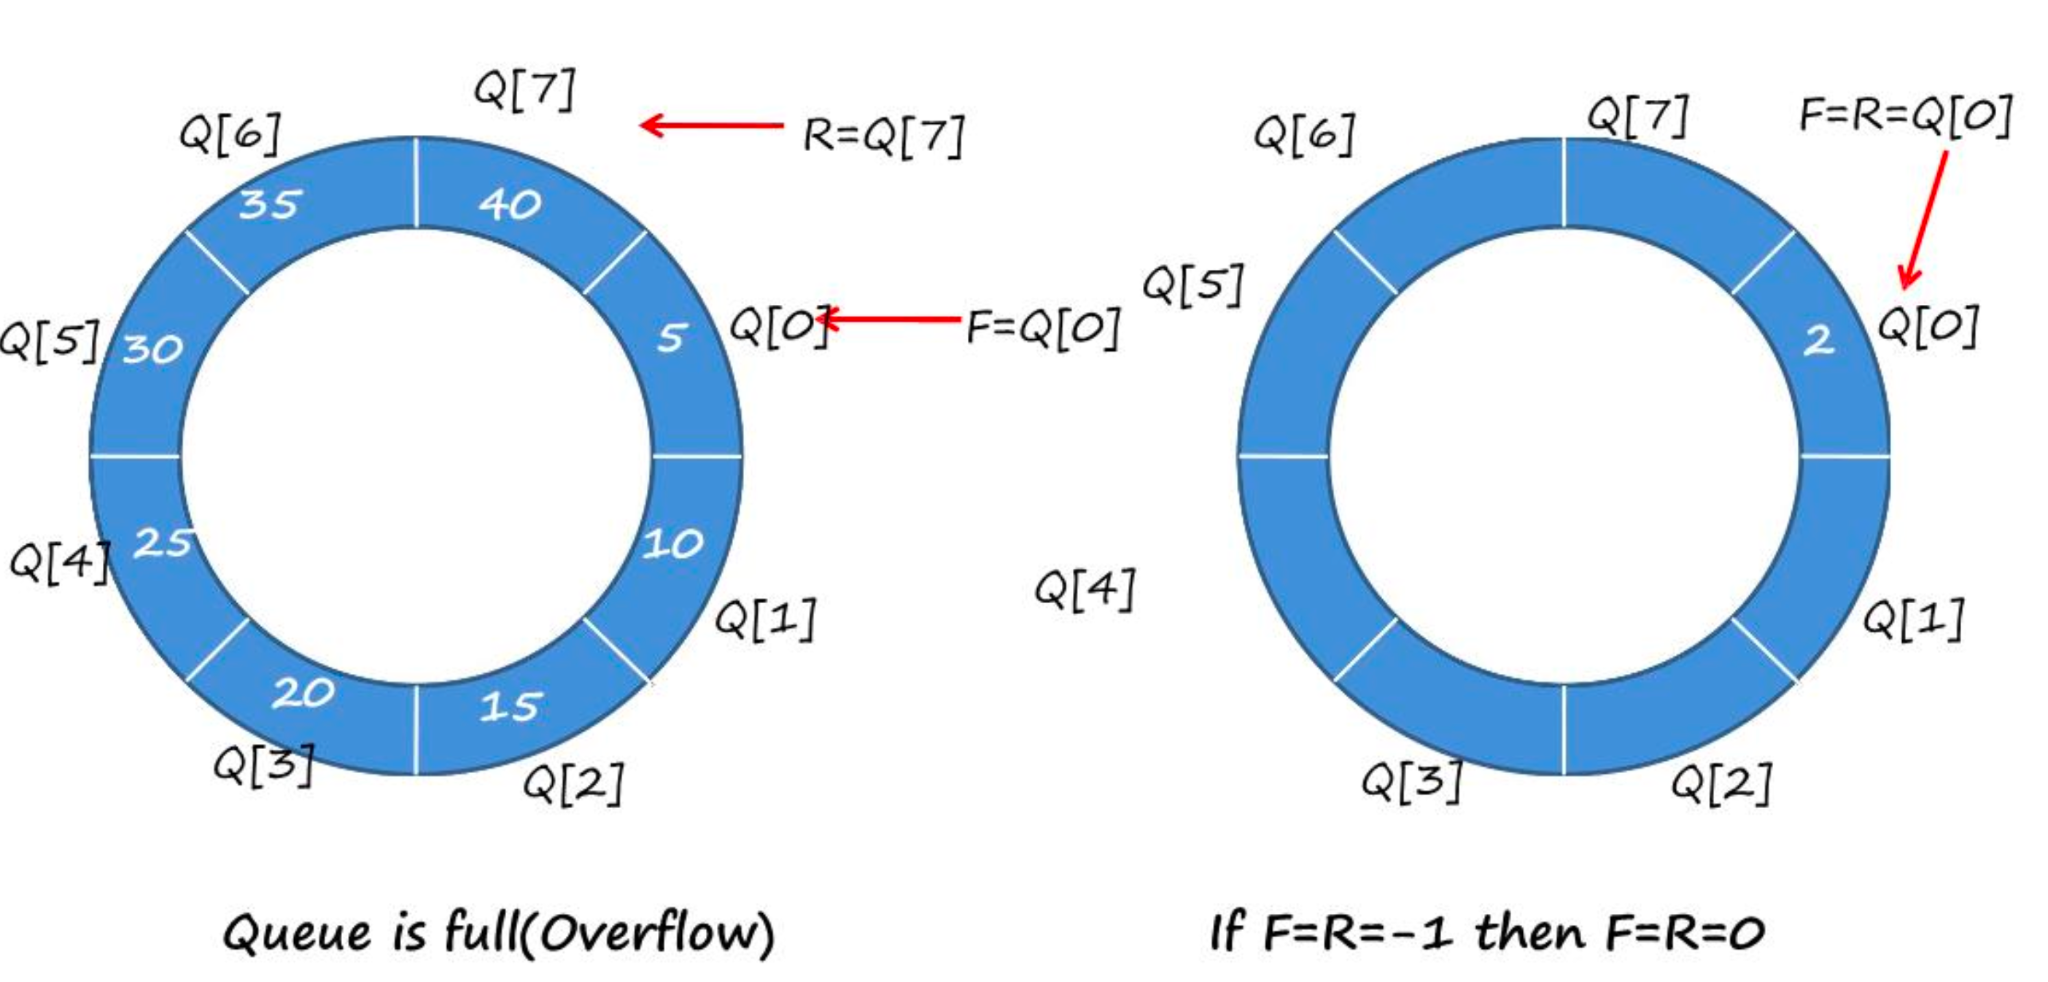 Q[7]
R=Q[7]
Q[6]
35
40
Q[5]
30
5
Q[0]
F=Q[0]
Q[4]
25
10
Q[1]
20
15
Q[3]
Q[2]
Queue is full(Overflow)
Q[6]
Q[7]
F=R=Q[0]
Q[5]
2
Q[0]
Q[4]
Q[1]
Q[3]
Q[2]
If F=R=-1 then F=R=0